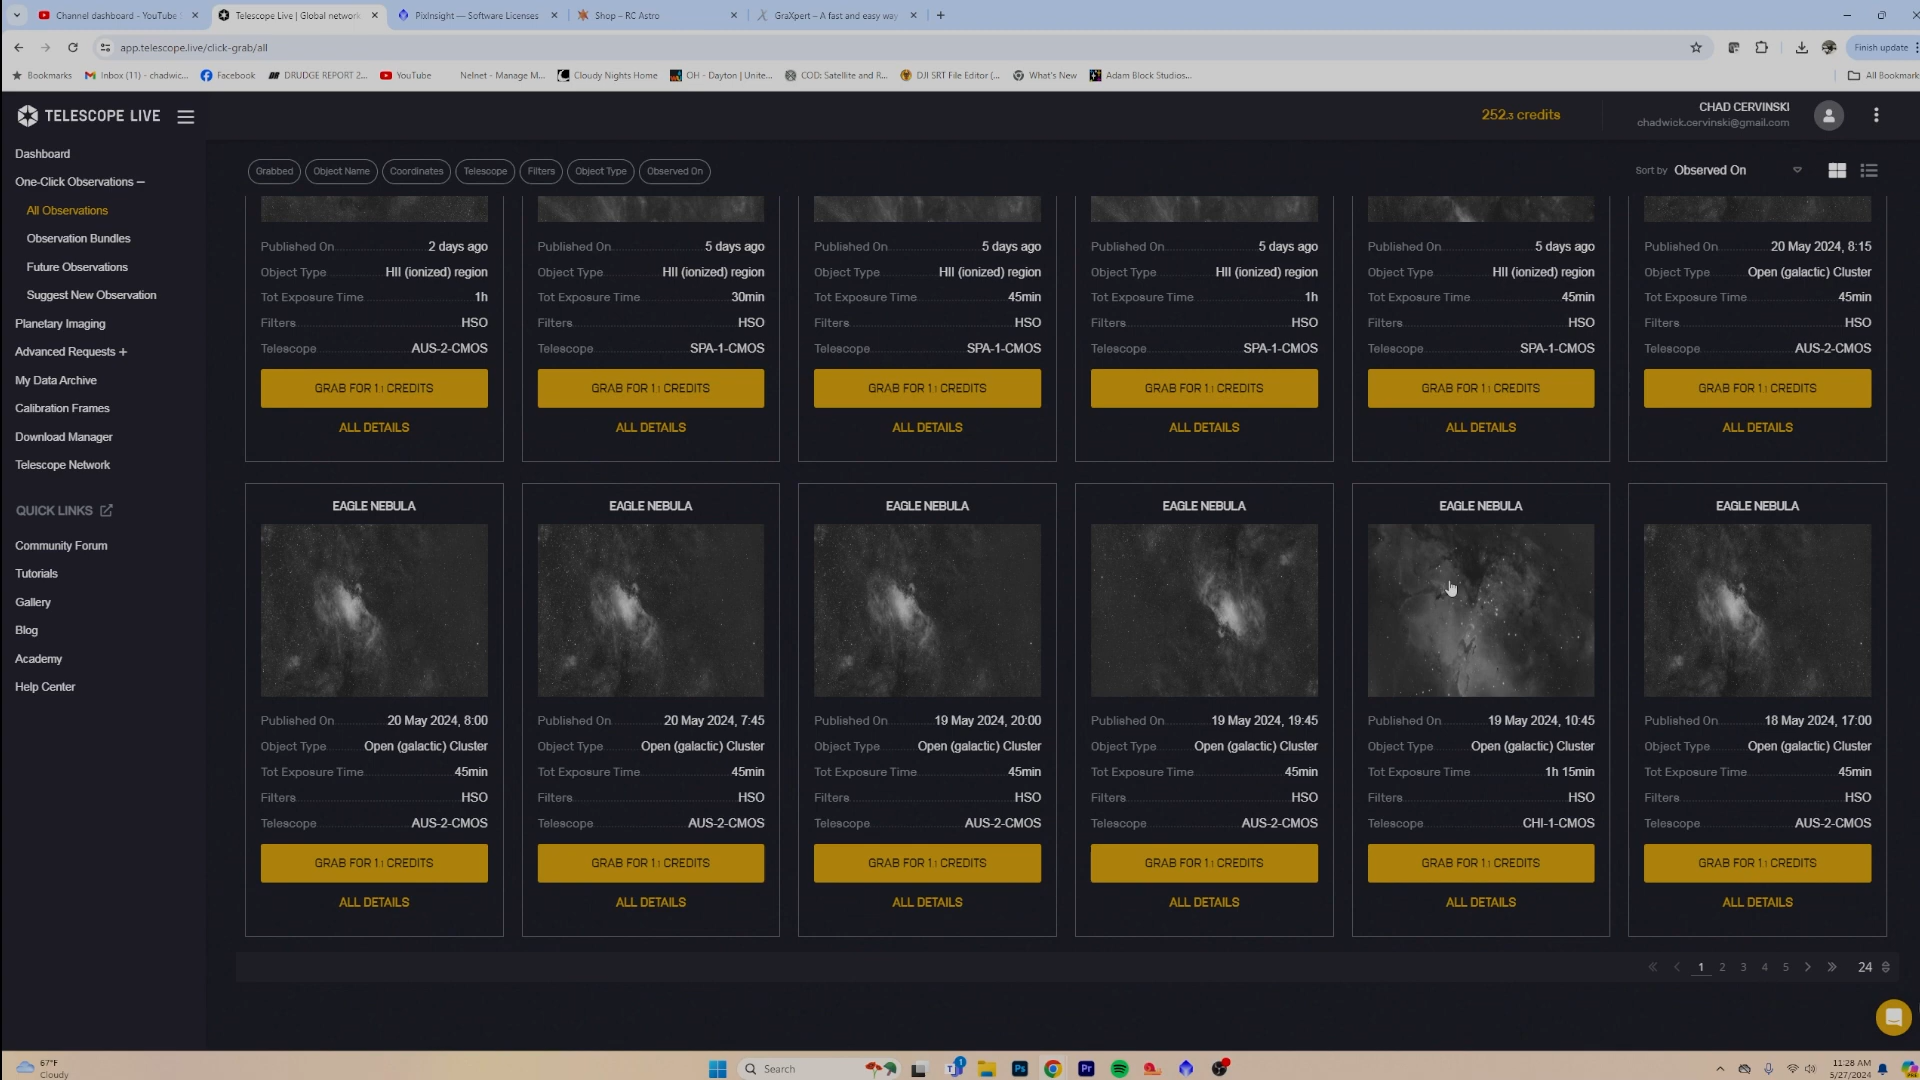 Channel dashboard - YouTube
Telescope Live | Global network
PixInsight — Software Licenses
Shop – RC Astro
GraXpert – A fast and easy way
app.telescope.live/click-grab/all
Finish update
Bookmarks
Inbox (11) - chadwic...
Facebook
DRUDGE REPORT 2...
YouTube
Nelnet - Manage M...
Cloudy Nights Home
OH - Dayton | Unite...
COD: Satellite and R...
DJI SRT File Editor (...
What's New
Adam Block Studios...
All Bookmark
TELESCOPE LIVE
252.3 credits
CHAD CERVINSKI
chadwick.cervinski@gmail.com
Dashboard
One-Click Observations –
All Observations
Observation Bundles
Future Observations
Suggest New Observation
Planetary Imaging
Advanced Requests +
My Data Archive
Calibration Frames
Download Manager
Telescope Network
QUICK LINKS
Community Forum
Tutorials
Gallery
Blog
Academy
Help Center
Grabbed Object Name Coordinates Telescope Filters Object Type Observed On
Sort by Observed On
Published On 2 days ago
Object Type HII (ionized) region
Tot Exposure Time 1h
Filters HSO
Telescope AUS-2-CMOS
GRAB FOR 1.1 CREDITS
ALL DETAILS
Published On 5 days ago
Object Type HII (ionized) region
Tot Exposure Time 30min
Filters HSO
Telescope SPA-1-CMOS
GRAB FOR 1.1 CREDITS
ALL DETAILS
Published On 5 days ago
Object Type HII (ionized) region
Tot Exposure Time 45min
Filters HSO
Telescope SPA-1-CMOS
GRAB FOR 1.1 CREDITS
ALL DETAILS
Published On 5 days ago
Object Type HII (ionized) region
Tot Exposure Time 1h
Filters HSO
Telescope SPA-1-CMOS
GRAB FOR 1.1 CREDITS
ALL DETAILS
Published On 5 days ago
Object Type HII (ionized) region
Tot Exposure Time 45min
Filters HSO
Telescope SPA-1-CMOS
GRAB FOR 1.1 CREDITS
ALL DETAILS
Published On 20 May 2024, 8:15
Object Type Open (galactic) Cluster
Tot Exposure Time 45min
Filters HSO
Telescope AUS-2-CMOS
GRAB FOR 1.1 CREDITS
ALL DETAILS
EAGLE NEBULA
Published On 20 May 2024, 8:00
Object Type Open (galactic) Cluster
Tot Exposure Time 45min
Filters HSO
Telescope AUS-2-CMOS
GRAB FOR 1.1 CREDITS
ALL DETAILS
EAGLE NEBULA
Published On 20 May 2024, 7:45
Object Type Open (galactic) Cluster
Tot Exposure Time 45min
Filters HSO
Telescope AUS-2-CMOS
GRAB FOR 1.1 CREDITS
ALL DETAILS
EAGLE NEBULA
Published On 19 May 2024, 20:00
Object Type Open (galactic) Cluster
Tot Exposure Time 45min
Filters HSO
Telescope AUS-2-CMOS
GRAB FOR 1.1 CREDITS
ALL DETAILS
EAGLE NEBULA
Published On 19 May 2024, 19:45
Object Type Open (galactic) Cluster
Tot Exposure Time 45min
Filters HSO
Telescope AUS-2-CMOS
GRAB FOR 1.1 CREDITS
ALL DETAILS
EAGLE NEBULA
Published On 19 May 2024, 10:45
Object Type Open (galactic) Cluster
Tot Exposure Time 1h 15min
Filters HSO
Telescope CHI-1-CMOS
GRAB FOR 1.1 CREDITS
ALL DETAILS
EAGLE NEBULA
Published On 18 May 2024, 17:00
Object Type Open (galactic) Cluster
Tot Exposure Time 45min
Filters HSO
Telescope AUS-2-CMOS
GRAB FOR 1.1 CREDITS
ALL DETAILS
« ‹ 1 2 3 4 5 › » 24
67°F
Cloudy
Search
Ps
Pr
11:28 AM
5/27/2024